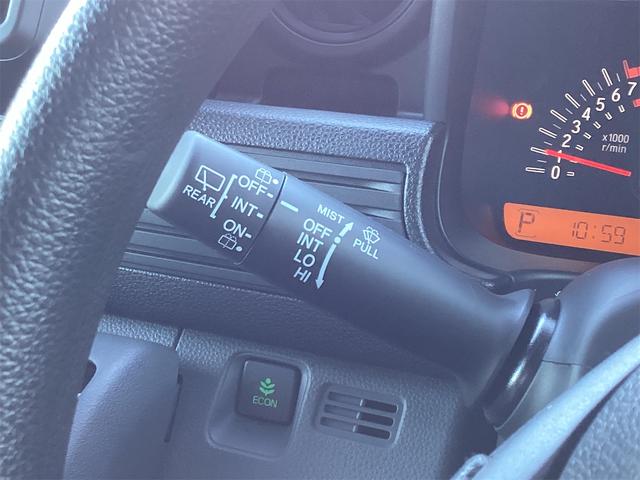 REAR
OFF
INT
ON
MIST
OFF
INT
LO
HI
PULL
ECON
0
1
2
3
4
5
6
7
x1000
r/min
P
10:59